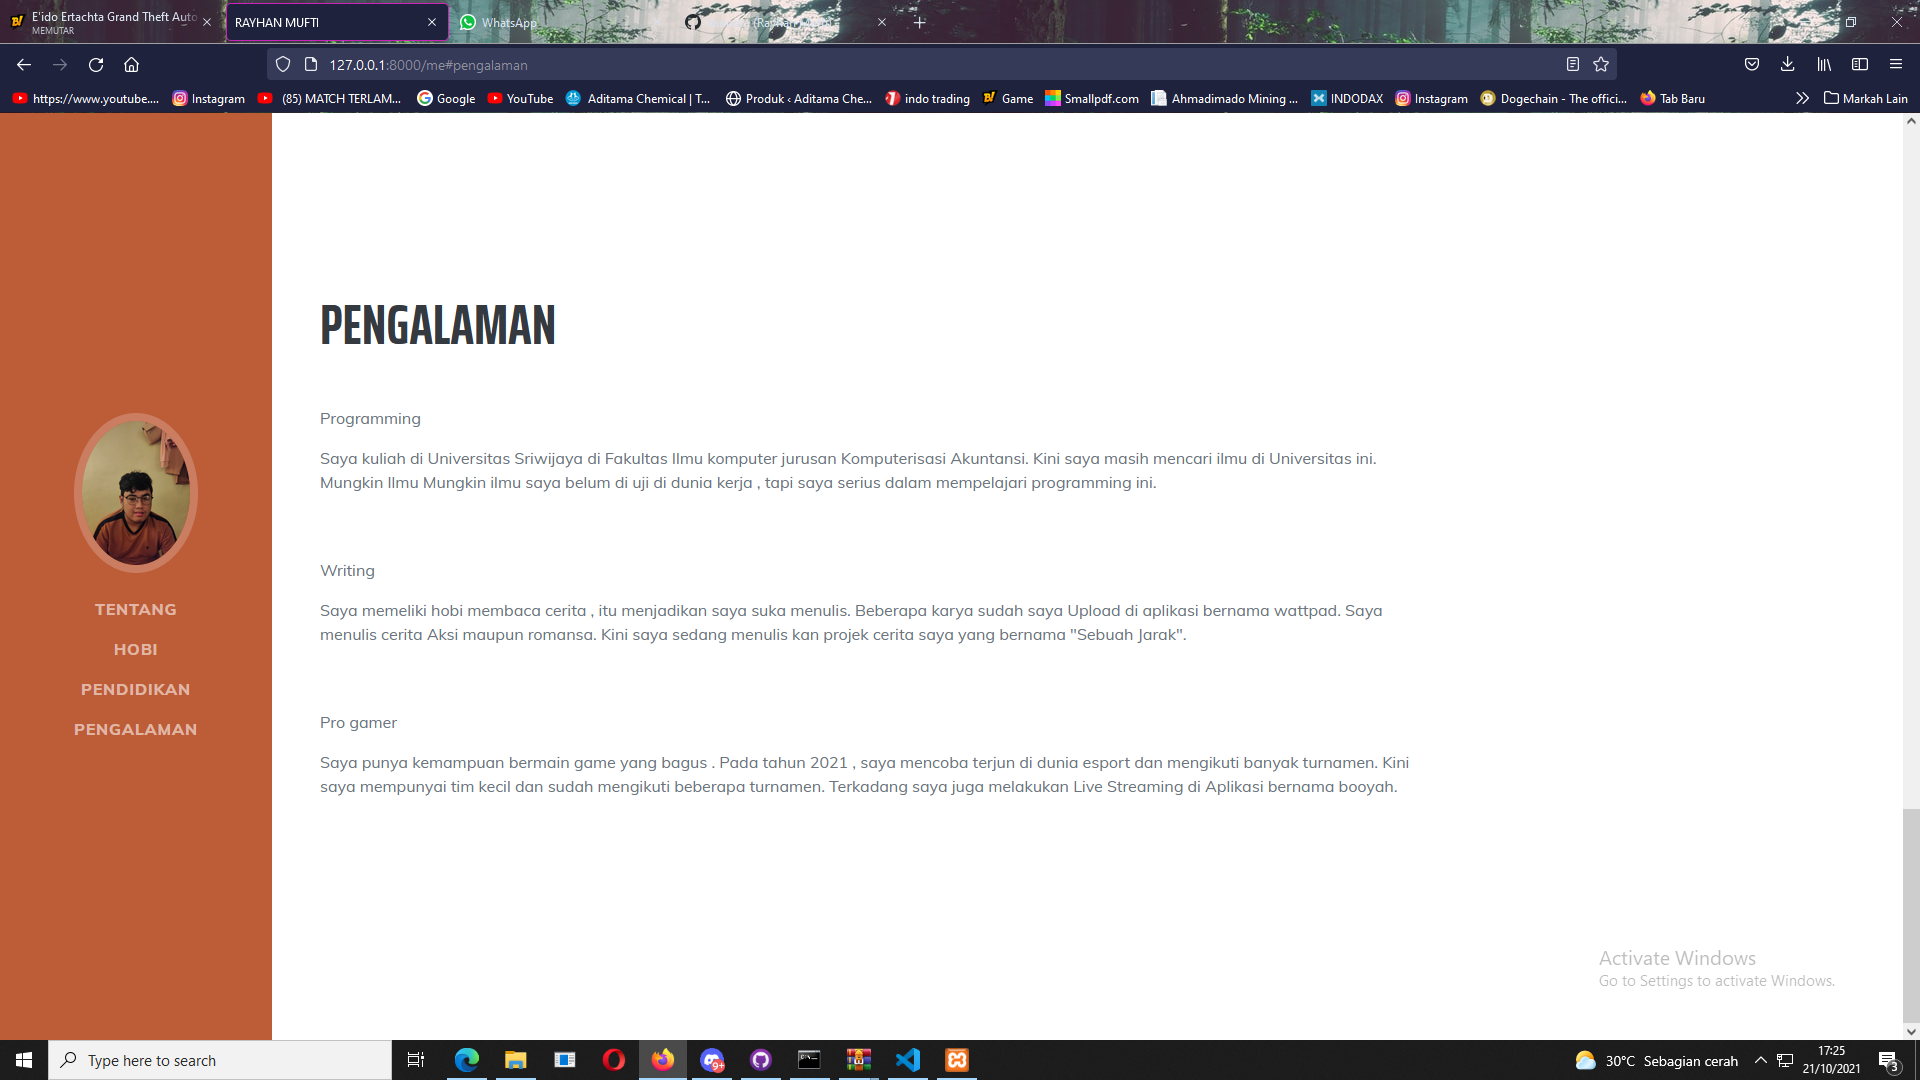 E'ido Ertachta Grand Theft Auto
MEMUTAR
RAYHAN MUFTI
WhatsApp
127.0.0.1:8000/me#pengalaman
https://www.youtube....
Instagram
(85) MATCH TERLAM...
Google
YouTube
Aditama Chemical | T...
Produk ‹ Aditama Che...
indo trading
Game
Smallpdf.com
Ahmadimado Mining ...
INDODAX
Instagram
Dogechain - The offici...
Tab Baru
Markah Lain
TENTANG
HOBI
PENDIDIKAN
PENGALAMAN
PENGALAMAN
Programming
Saya kuliah di Universitas Sriwijaya di Fakultas Ilmu komputer jurusan Komputerisasi Akuntansi. Kini saya masih mencari ilmu di Universitas ini.
Mungkin Ilmu Mungkin ilmu saya belum di uji di dunia kerja , tapi saya serius dalam mempelajari programming ini.
Writing
Saya memeliki hobi membaca cerita , itu menjadikan saya suka menulis. Beberapa karya sudah saya Upload di aplikasi bernama wattpad. Saya
menulis cerita Aksi maupun romansa. Kini saya sedang menulis kan projek cerita saya yang bernama "Sebuah Jarak".
Pro gamer
Saya punya kemampuan bermain game yang bagus . Pada tahun 2021 , saya mencoba terjun di dunia esport dan mengikuti banyak turnamen. Kini
saya mempunyai tim kecil dan sudah mengikuti beberapa turnamen. Terkadang saya juga melakukan Live Streaming di Aplikasi bernama booyah.
Activate Windows
Go to Settings to activate Windows.
Type here to search
9+
30°C Sebagian cerah
17:25
21/10/2021
3